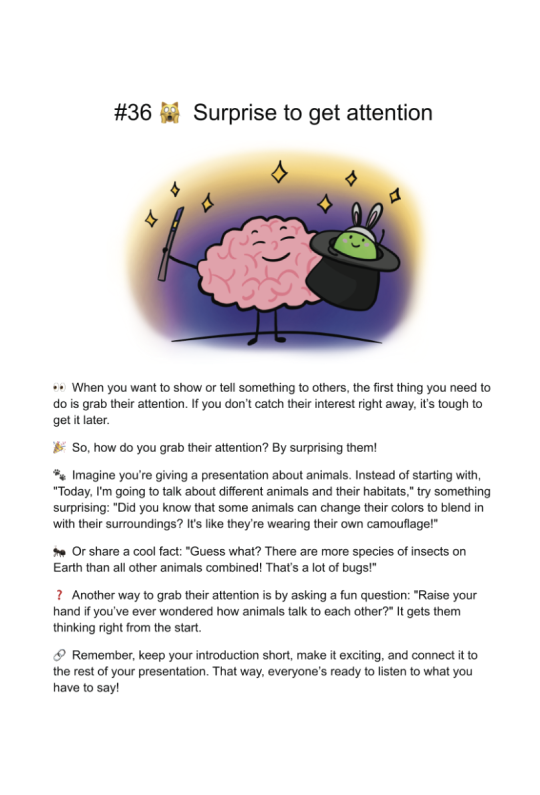 #36 🙀 Surprise to get attention
👀 When you want to show or tell something to others, the first thing you need to
do is grab their attention. If you don’t catch their interest right away, it’s tough to
get it later.
🎉 So, how do you grab their attention? By surprising them!
🐾 Imagine you’re giving a presentation about animals. Instead of starting with,
"Today, I'm going to talk about different animals and their habitats," try something
surprising: "Did you know that some animals can change their colors to blend in
with their surroundings? It's like they’re wearing their own camouflage!"
🐜 Or share a cool fact: "Guess what? There are more species of insects on
Earth than all other animals combined! That’s a lot of bugs!"
❓ Another way to grab their attention is by asking a fun question: "Raise your
hand if you’ve ever wondered how animals talk to each other?" It gets them
thinking right from the start.
🔗 Remember, keep your introduction short, make it exciting, and connect it to
the rest of your presentation. That way, everyone’s ready to listen to what you
have to say!